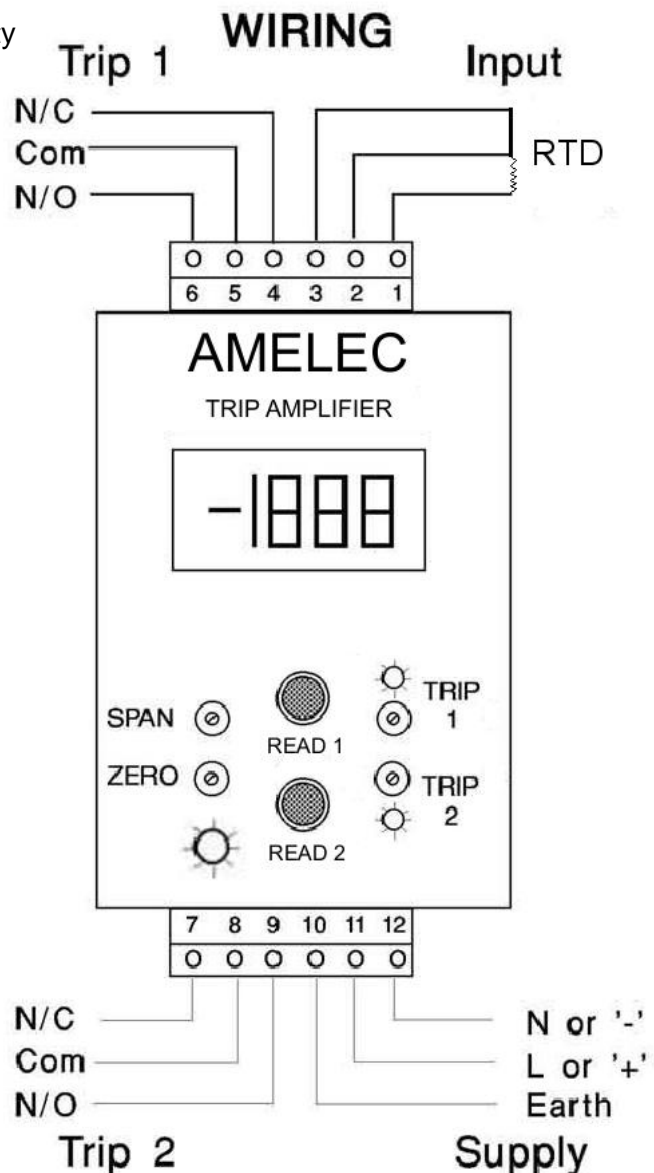 ty
WIRING
Trip 1
Input
N/C
Com
N/O
RTD
6 5 4 3 2 1
AMELEC
TRIP AMPLIFIER
-1888
SPAN
ZERO
READ 1
READ 2
TRIP
1
TRIP
2
7 8 9 10 11 12
N/C
Com
N/O
N or '-'
L or '+'
Earth
Trip 2
Supply